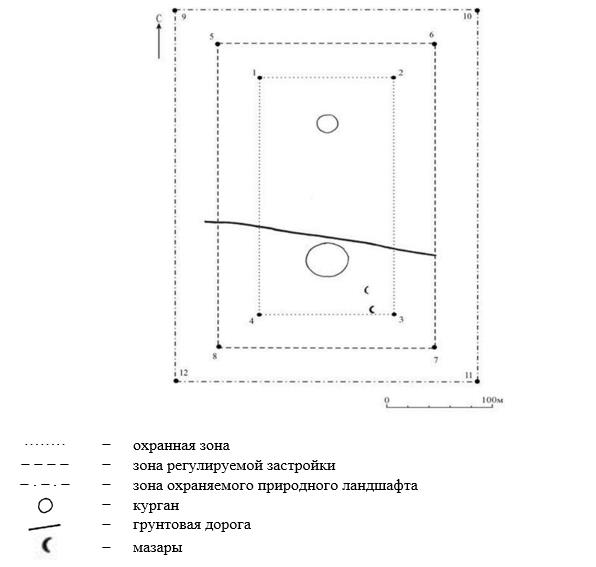 С
9
10
5
6
1
2
4
3
8
7
12
11
0
100м
– охранная зона
– зона регулируемой застройки
– зона охраняемого природного ландшафта
– курган
– грунтовая дорога
– мазары